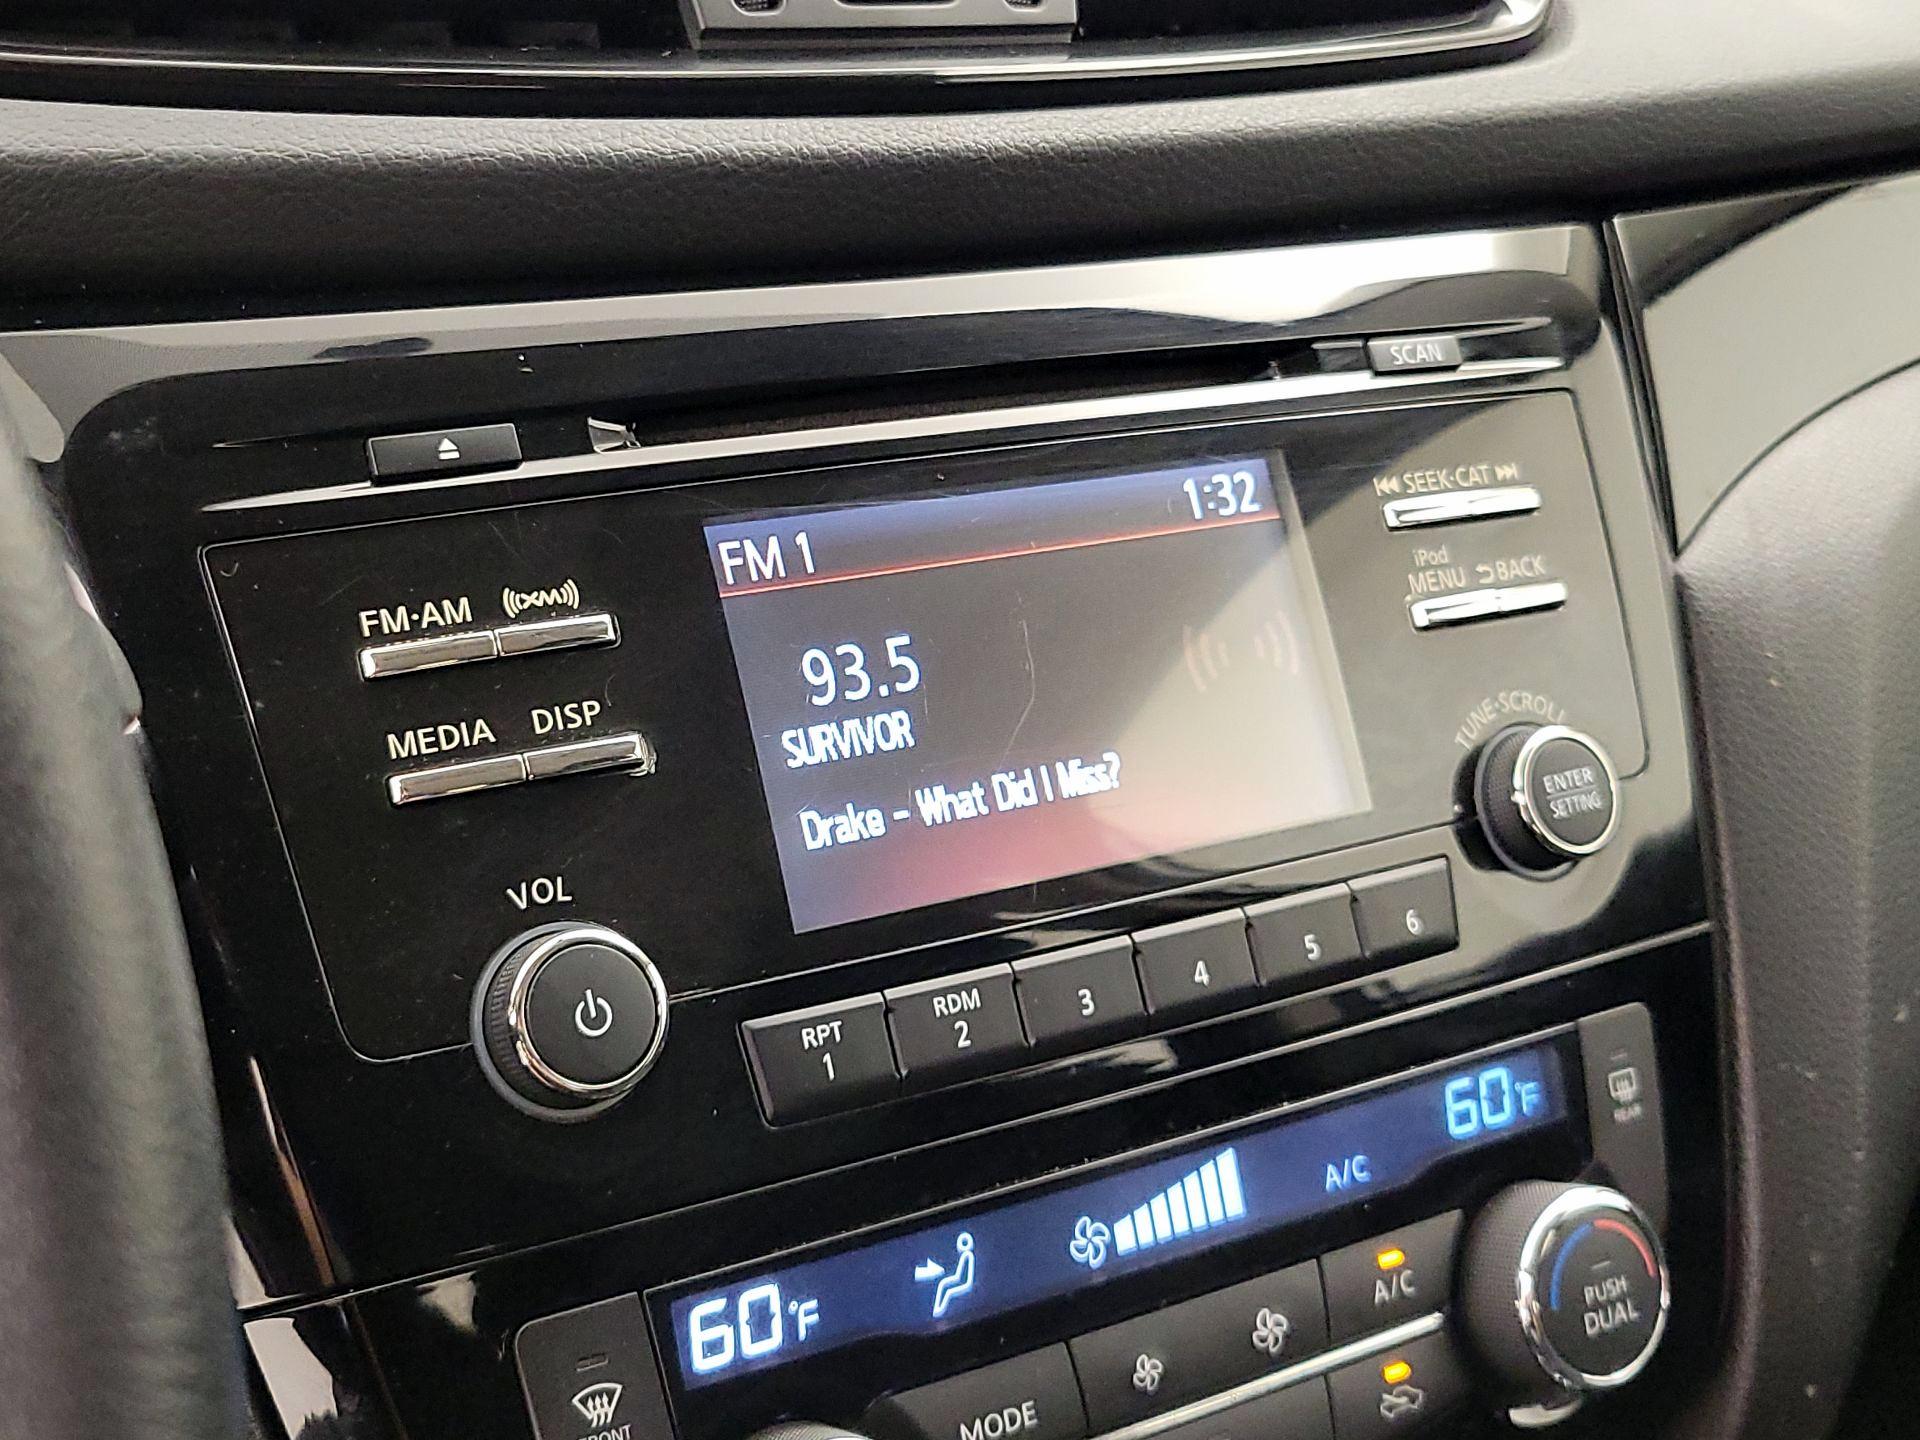 SCAN
SEEK·CAT
FM 1 1:32
FM·AM XM
iPod
MENU BACK
93.5
TUNE·SCROLL
MEDIA DISP
SURVIVOR
ENTER
SETTING
Drake - What Did I Miss?
VOL
RPT
1
RDM
2
3
4
5
6
60°F
REAR
A/C
60°F
A/C
PUSH
DUAL
FRONT
MODE